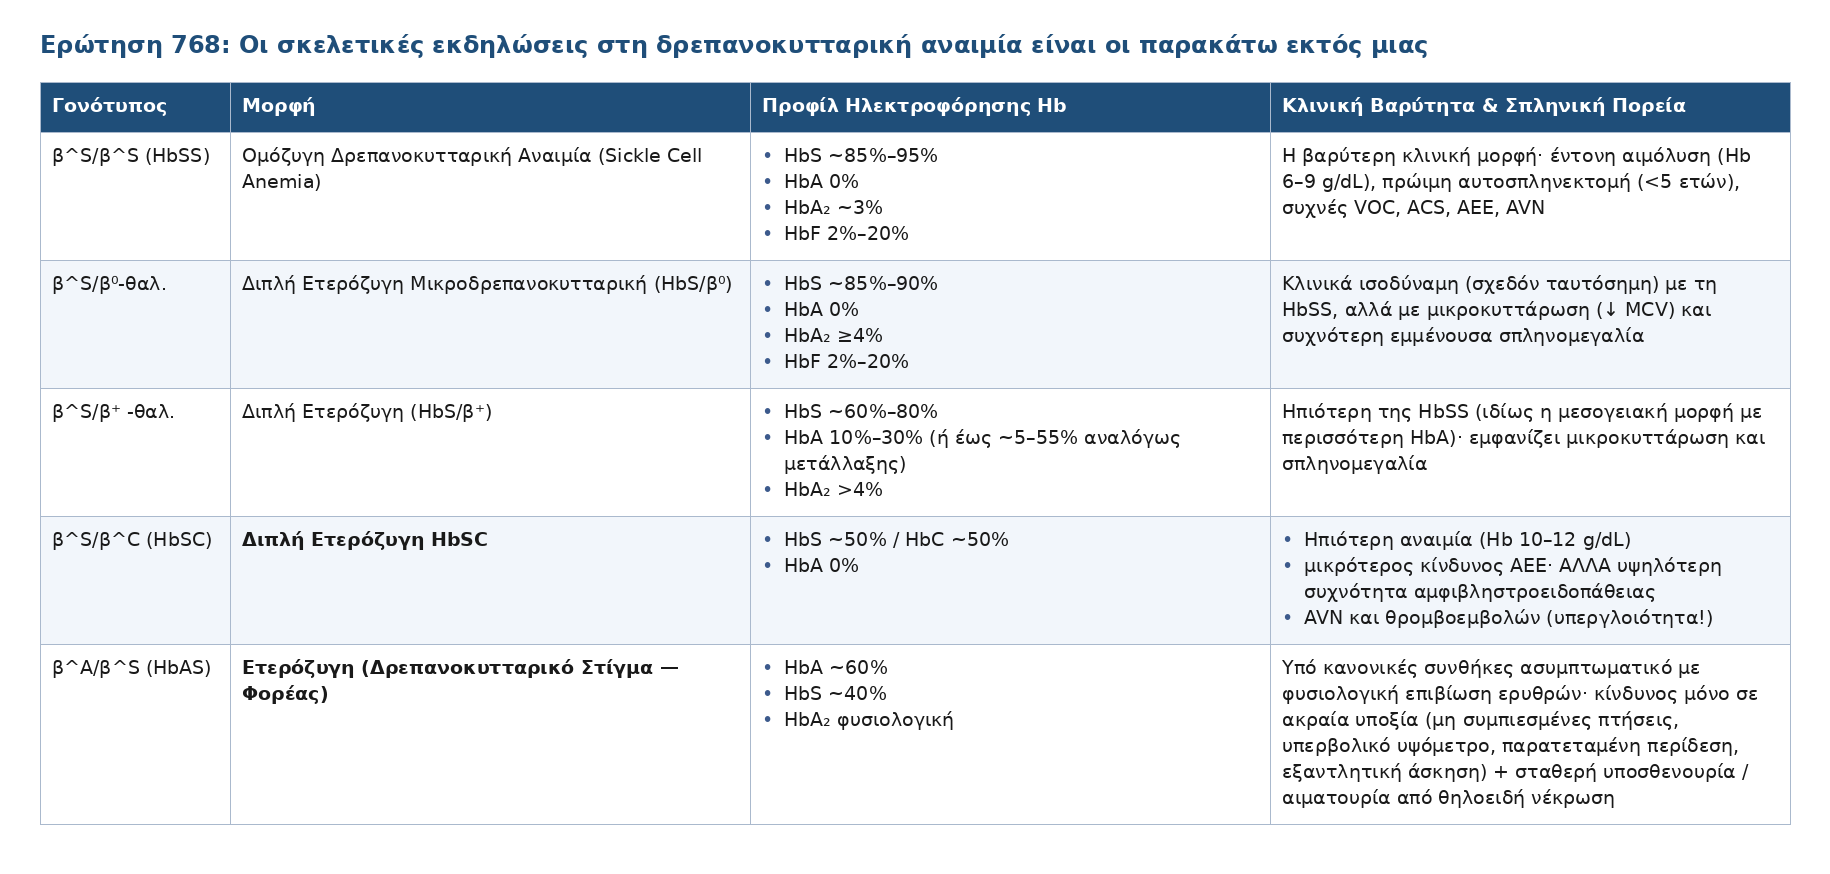 Ερώτηση 768: Οι σκελετικές εκδηλώσεις στη δρεπανοκυτταρική αναιμία είναι οι παρακάτω εκτός μιας
Γονότυπος
Μορφή
Προφίλ Ηλεκτροφόρησης Hb
Κλινική Βαρύτητα & Σπληνική Πορεία
β^S/β^S (HbSS)
Ομόζυγη Δρεπανοκυτταρική Αναιμία (Sickle Cell
Anemia)
• HbS ~85%–95%
• HbA 0%
• HbA₂ ~3%
• HbF 2%–20%
Η βαρύτερη κλινική μορφή· έντονη αιμόλυση (Hb
6–9 g/dL), πρώιμη αυτοσπληνεκτομή (<5 ετών),
συχνές VOC, ACS, ΑΕΕ, AVN
β^S/β⁰-θαλ.
Διπλή Ετερόζυγη Μικροδρεπανοκυτταρική (HbS/β⁰)
• HbS ~85%–90%
• HbA 0%
• HbA₂ ≥4%
• HbF 2%–20%
Κλινικά ισοδύναμη (σχεδόν ταυτόσημη) με τη
HbSS, αλλά με μικροκυττάρωση (↓ MCV) και
συχνότερη εμμένουσα σπληνομεγαλία
β^S/β⁺ -θαλ.
Διπλή Ετερόζυγη (HbS/β⁺)
• HbS ~60%–80%
• HbA 10%–30% (ή έως ~5–55% αναλόγως
μετάλλαξης)
• HbA₂ >4%
Ηπιότερη της HbSS (ιδίως η μεσογειακή μορφή με
περισσότερη HbA)· εμφανίζει μικροκυττάρωση και
σπληνομεγαλία
β^S/β^C (HbSC)
Διπλή Ετερόζυγη HbSC
• HbS ~50% / HbC ~50%
• HbA 0%
• Ηπιότερη αναιμία (Hb 10–12 g/dL)
• μικρότερος κίνδυνος ΑΕΕ· ΑΛΛΑ υψηλότερη
συχνότητα αμφιβληστροειδοπάθειας
• AVN και θρομβοεμβολών (υπεργλοιότητα!)
β^A/β^S (HbAS)
Ετερόζυγη (Δρεπανοκυτταρικό Στίγμα —
Φορέας)
• HbA ~60%
• HbS ~40%
• HbA₂ φυσιολογική
Υπό κανονικές συνθήκες ασυμπτωματικό με
φυσιολογική επιβίωση ερυθρών· κίνδυνος μόνο σε
ακραία υποξία (μη συμπιεσμένες πτήσεις,
υπερβολικό υψόμετρο, παρατεταμένη περίδεση,
εξαντλητική άσκηση) + σταθερή υποσθενουρία /
αιματουρία από θηλοειδή νέκρωση